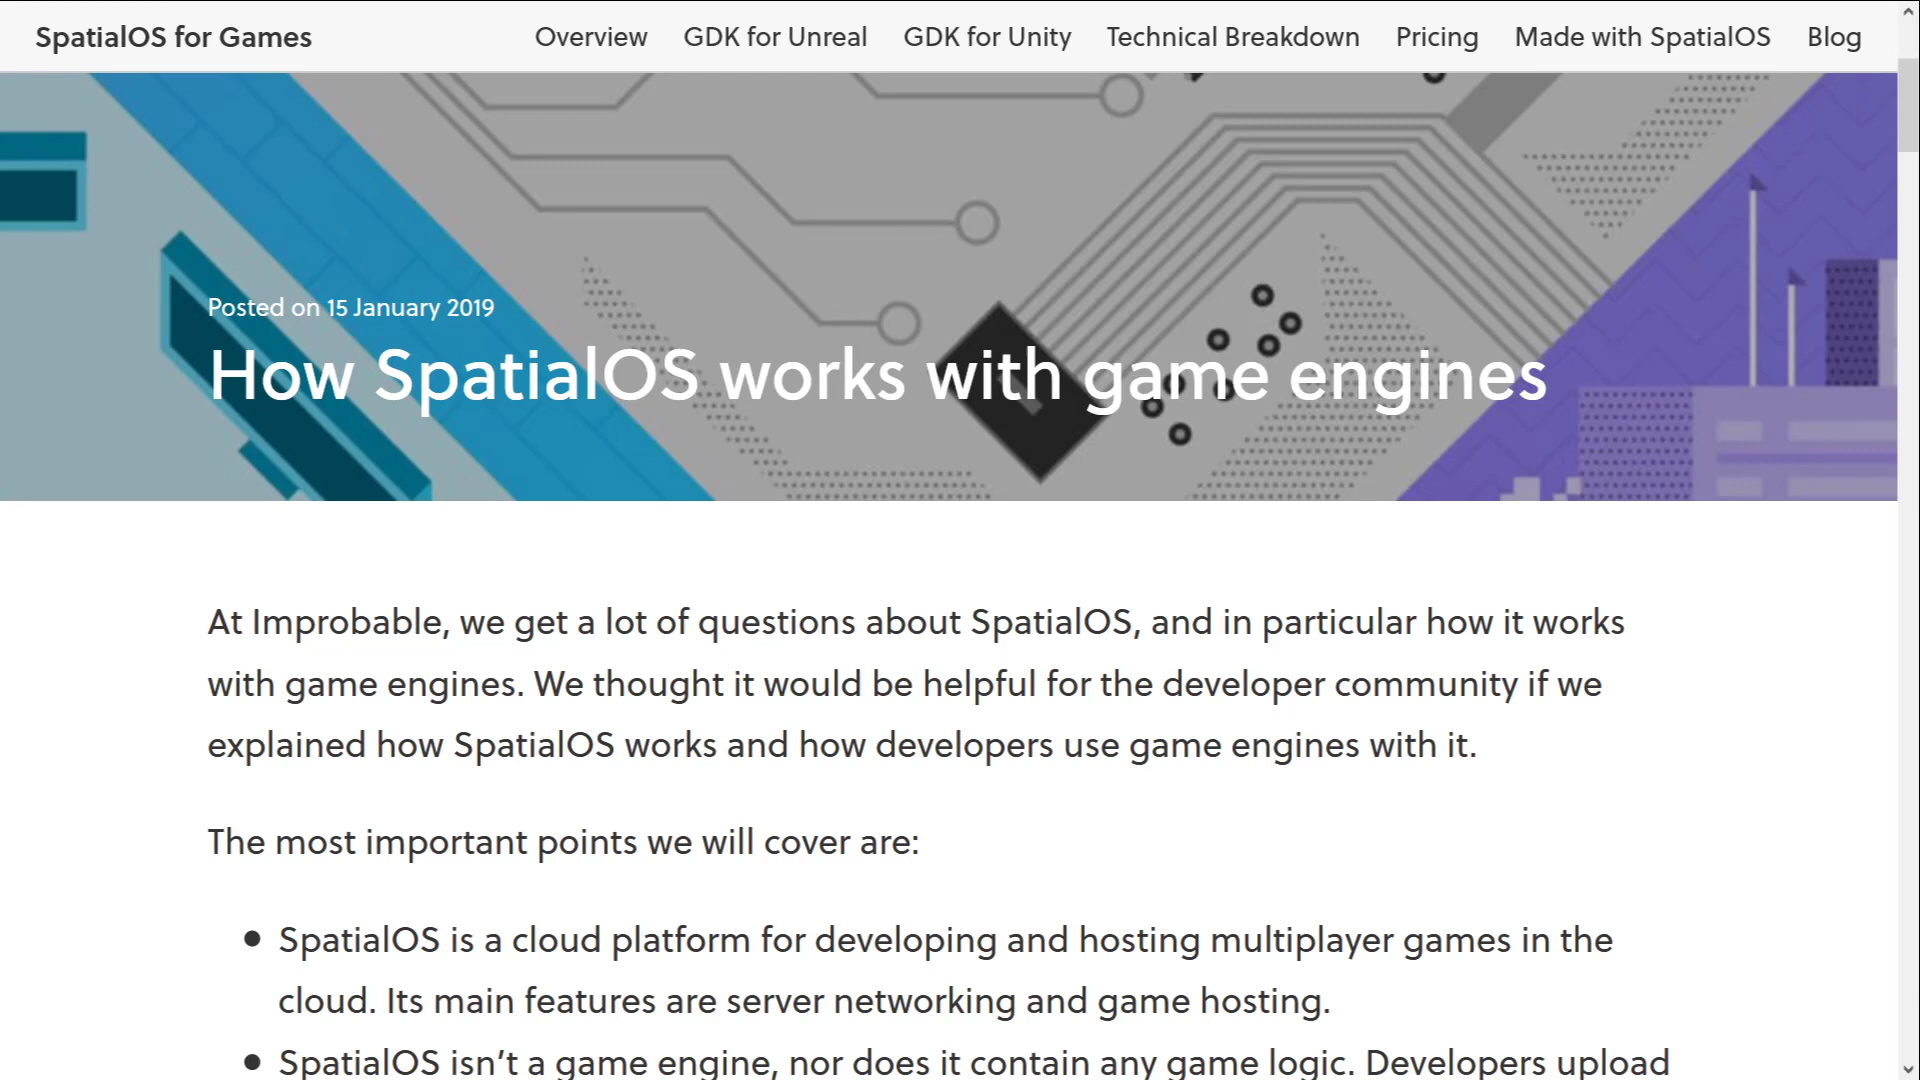 SpatialOS for Games Overview GDK for Unreal GDK for Unity Technical Breakdown Pricing Made with SpatialOS Blog
Posted on 15 January 2019
How SpatialOS works with game engines
At Improbable, we get a lot of questions about SpatialOS, and in particular how it works
with game engines. We thought it would be helpful for the developer community if we
explained how SpatialOS works and how developers use game engines with it.
The most important points we will cover are:
• SpatialOS is a cloud platform for developing and hosting multiplayer games in the
cloud. Its main features are server networking and game hosting.
• SpatialOS isn’t a game engine, nor does it contain any game logic. Developers upload